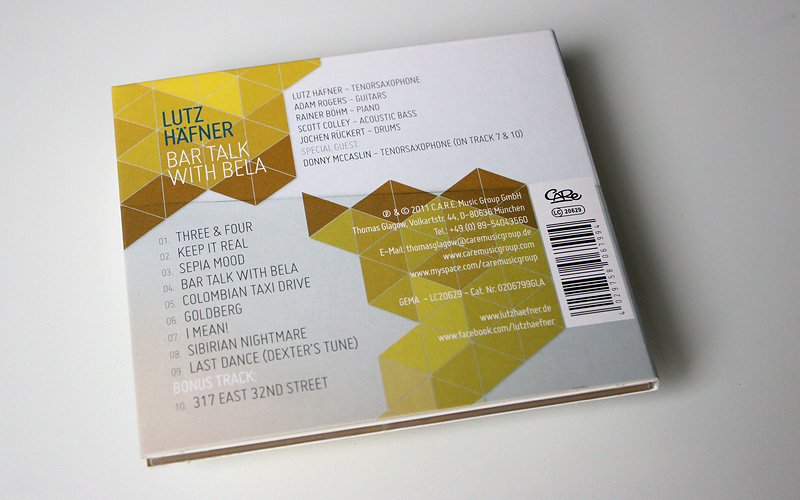 LUTZ
HÄFNER
BAR TALK
WITH BELA
LUTZ HÄFNER – TENORSAXOPHONE
ADAM ROGERS – GUITARS
RAINER BÖHM – PIANO
SCOTT COLLEY – ACOUSTIC BASS
JOCHEN RÜCKERT – DRUMS
SPECIAL GUEST:
DONNY MCCASLIN – TENORSAXOPHONE (ON TRACK 7 & 10)
01. THREE & FOUR
02. KEEP IT REAL
03. SEPIA MOOD
04. BAR TALK WITH BELA
05. COLOMBIAN TAXI DRIVE
06. GOLDBERG
07. I MEAN!
08. SIBIRIAN NIGHTMARE
09. LAST DANCE (DEXTER'S TUNE)
BONUS TRACK:
10. 317 EAST 32ND STREET
℗ & © 2011 C.A.R.E. Music Group GmbH
Thomas Glagow, Volkartstr. 44, D-80636 München
Tel.: +49 (0) 89-54043560
E-Mail: thomasglagow@caremusicgroup.de
www.caremusicgroup.com
www.myspace.com/caremusicgroup
GEMA – LC20629 – Cat. Nr. 0206799GLA
www.lutzhaefner.de
www.facebook.com/lutzhaefner
CARe
LC 20629
4 029758 067994